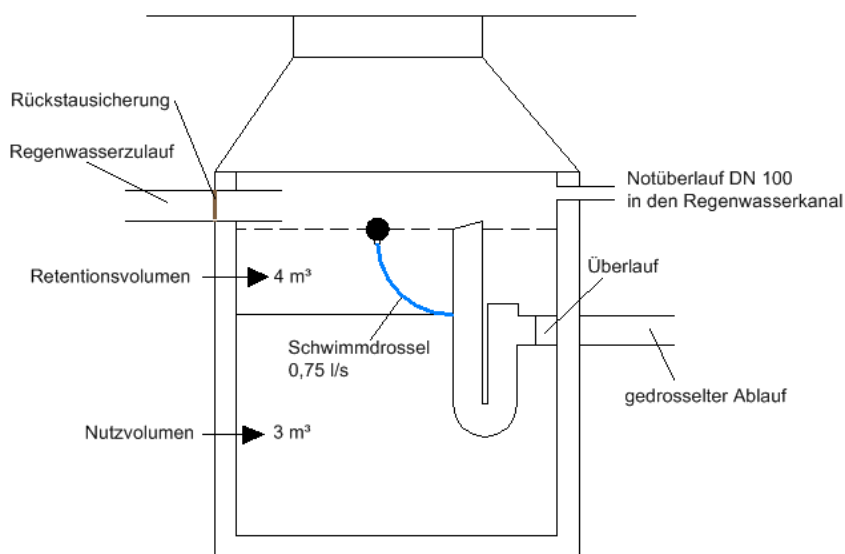 Rückstausicherung
Regenwasserzulauf
Notüberlauf DN 100
in den Regenwasserkanal
Retentionsvolumen
4 m³
Überlauf
Schwimmdrossel
0,75 l/s
gedrosselter Ablauf
Nutzvolumen
3 m³